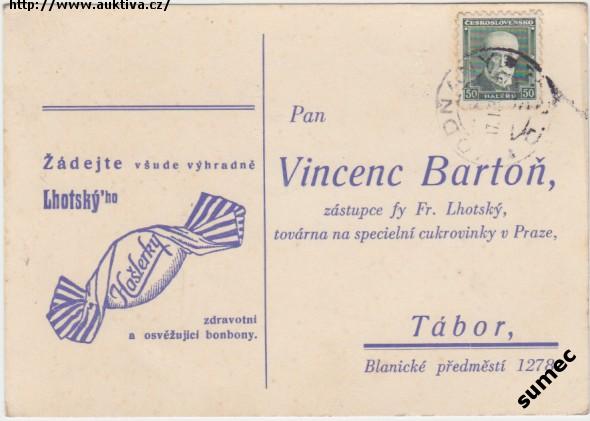 http://www.auktiva.cz/
ČESKOSLOVENSKO
50 50
HALÉŘŮ
Pan
Vincenc Bartoň,
zástupce fy Fr. Lhotský,
továrna na specielní cukrovinky v Praze,
Tábor,
Blanické předměstí 1278
Žádejte všude výhradně
Lhotský'ho
Hašlerky
zdravotní
a osvěžující bonbony.
sumec